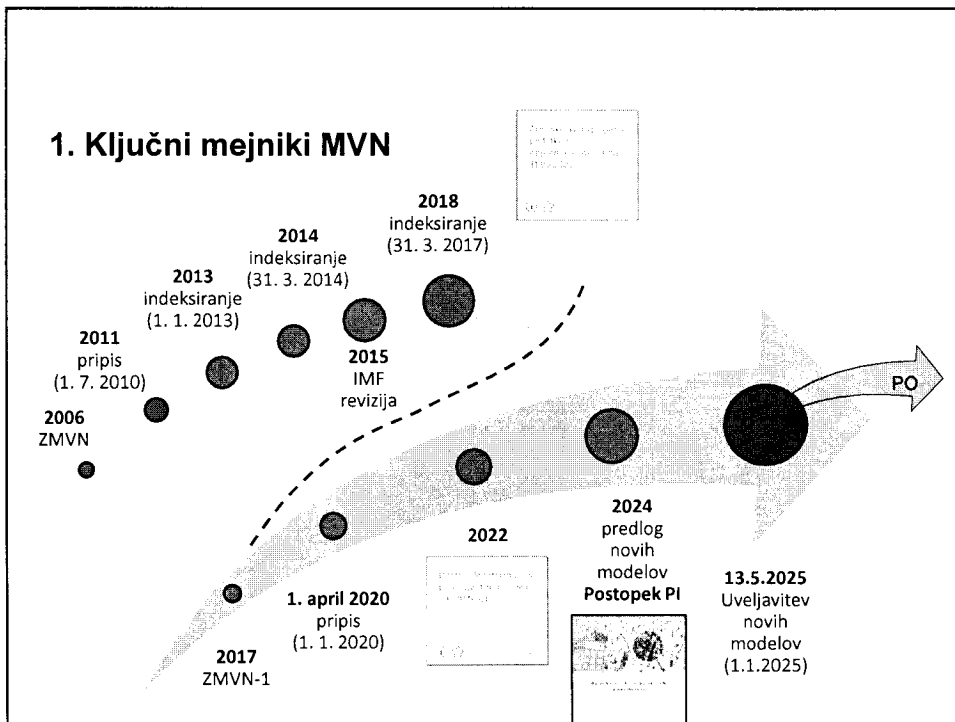 1. Ključni mejniki MVN
2006
ZMVN
2011
pripis
(1. 7. 2010)
2013
indeksiranje
(1. 1. 2013)
2014
indeksiranje
(31. 3. 2014)
2015
IMF
revizija
2018
indeksiranje
(31. 3. 2017)
2017
ZMVN-1
1. april 2020
pripis
(1. 1. 2020)
2022
2024
predlog
novih
modelov
Postopek PI
13.5.2025
Uveljavitev
novih
modelov
(1.1.2025)
PO